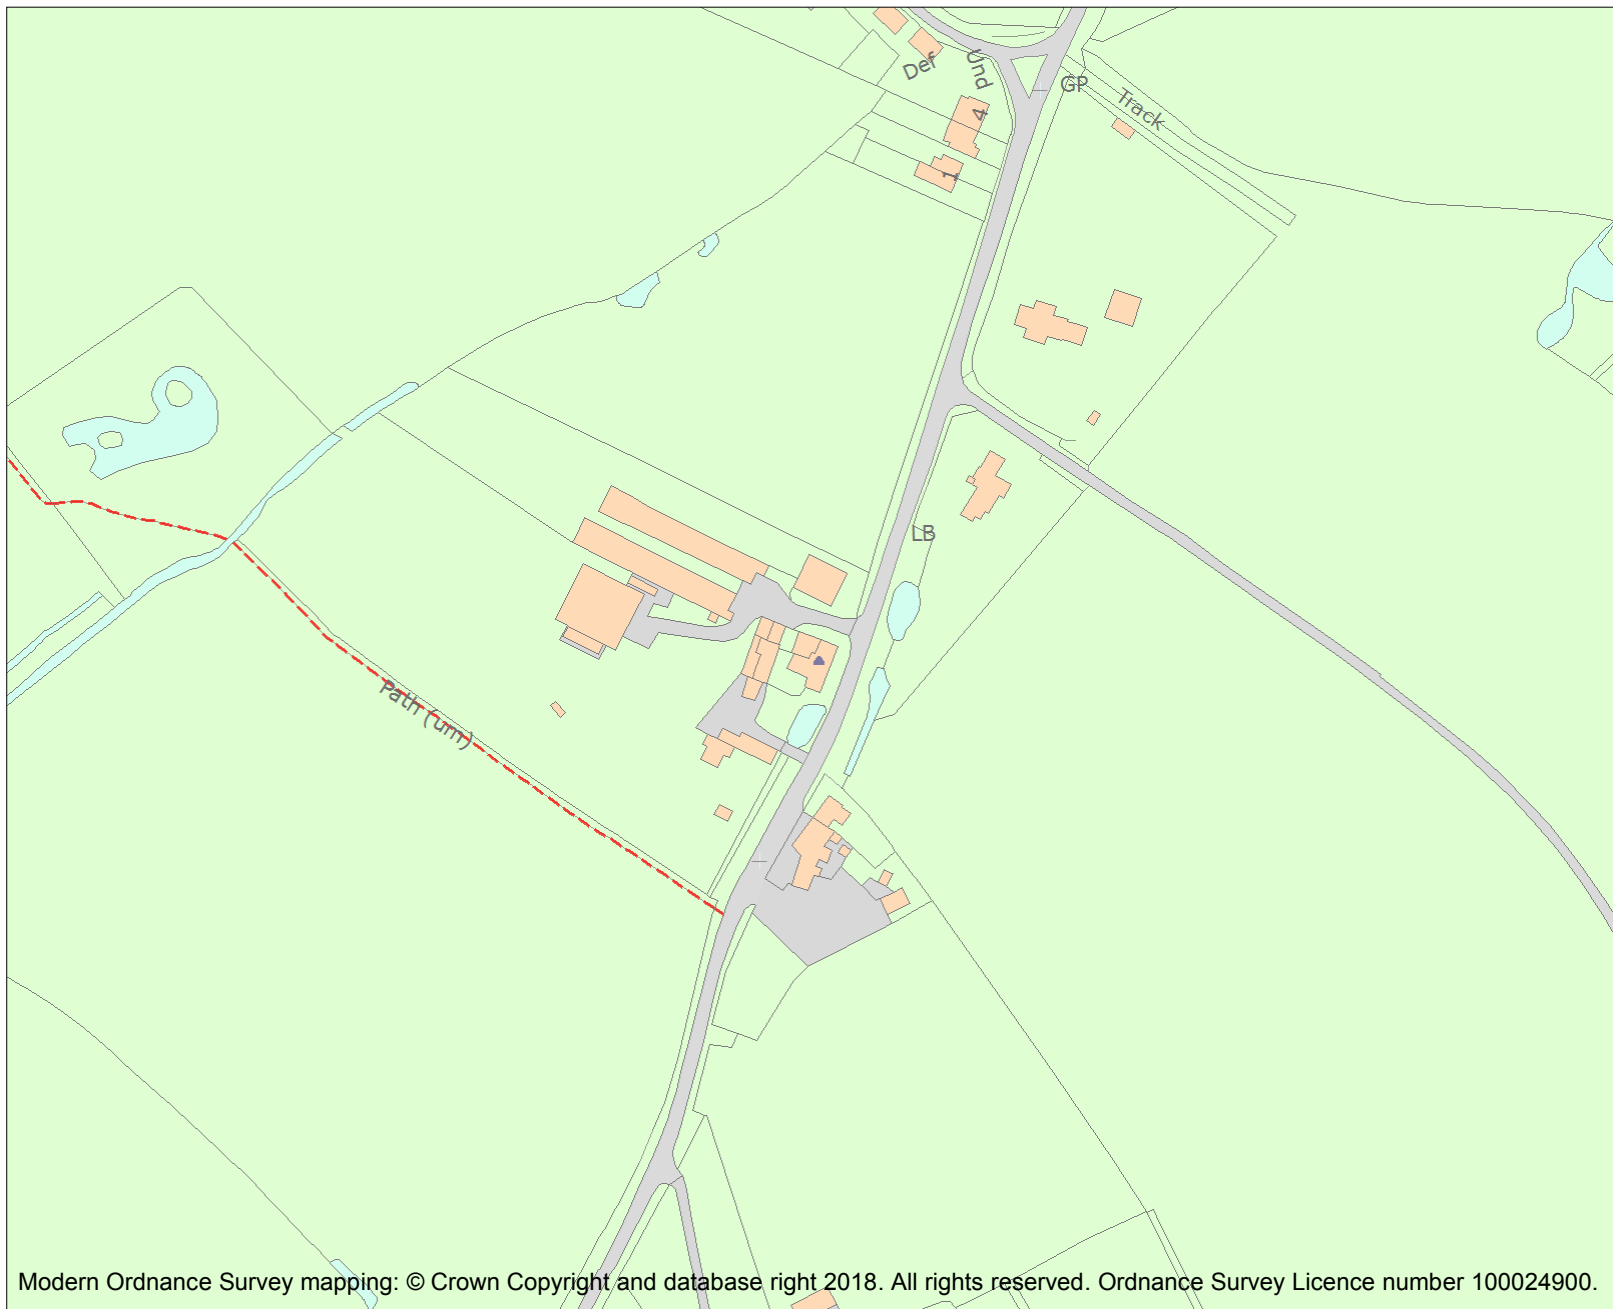 Def
Und
GP
Track
4
1
LB
Path (um)
Modern Ordnance Survey mapping: © Crown Copyright and database right 2018. All rights reserved. Ordnance Survey Licence number 100024900.